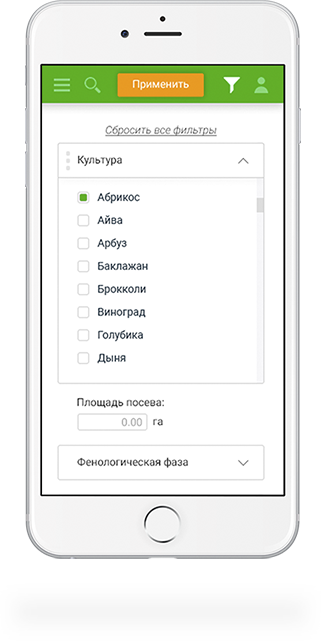 Применить
Сбросить все фильтры
Культура
Абрикос
Айва
Арбуз
Баклажан
Брокколи
Виноград
Голубика
Дыня
Площадь посева:
0.00 га
Фенологическая фаза